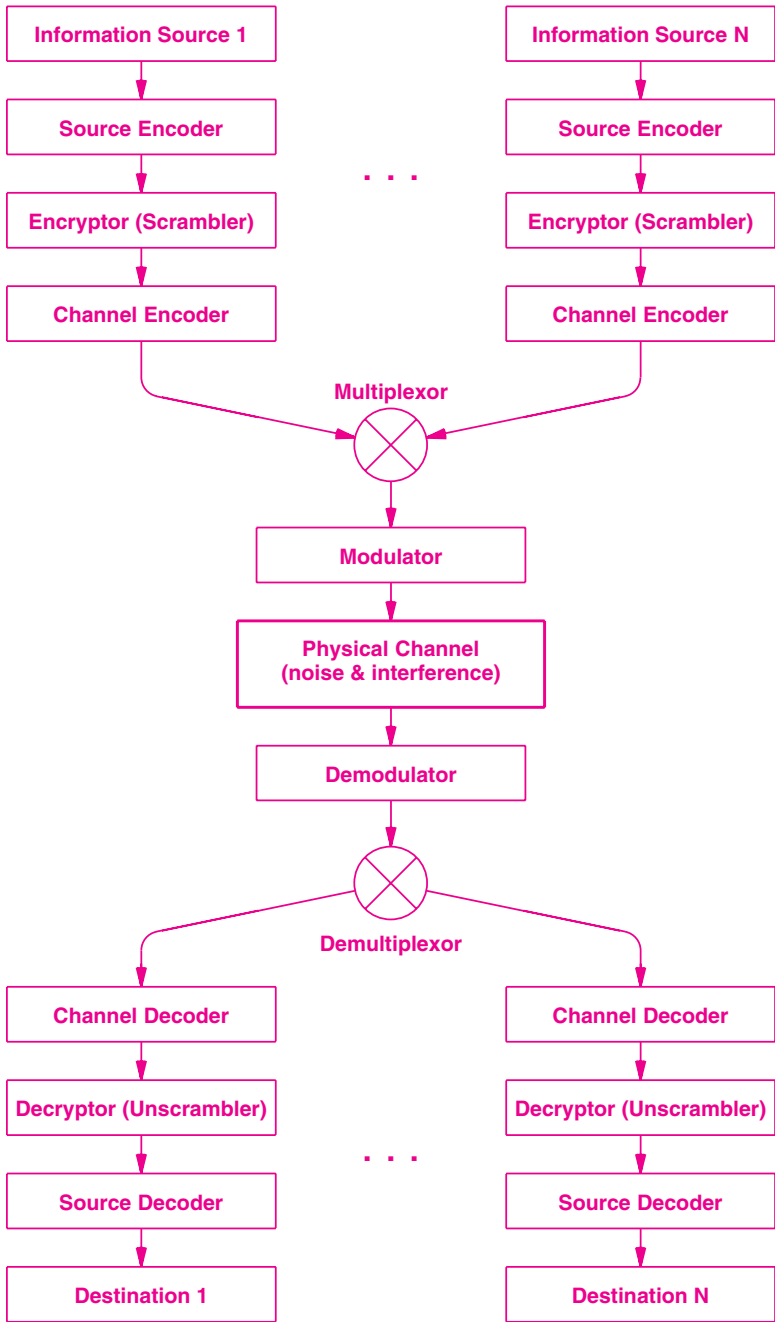 Information Source 1
Information Source N
Source Encoder
Source Encoder
. . .
Encryptor (Scrambler)
Encryptor (Scrambler)
Channel Encoder
Channel Encoder
Multiplexor
Modulator
Physical Channel
(noise & interference)
Demodulator
Demultiplexor
Channel Decoder
Channel Decoder
Decryptor (Unscrambler)
Decryptor (Unscrambler)
. . .
Source Decoder
Source Decoder
Destination 1
Destination N